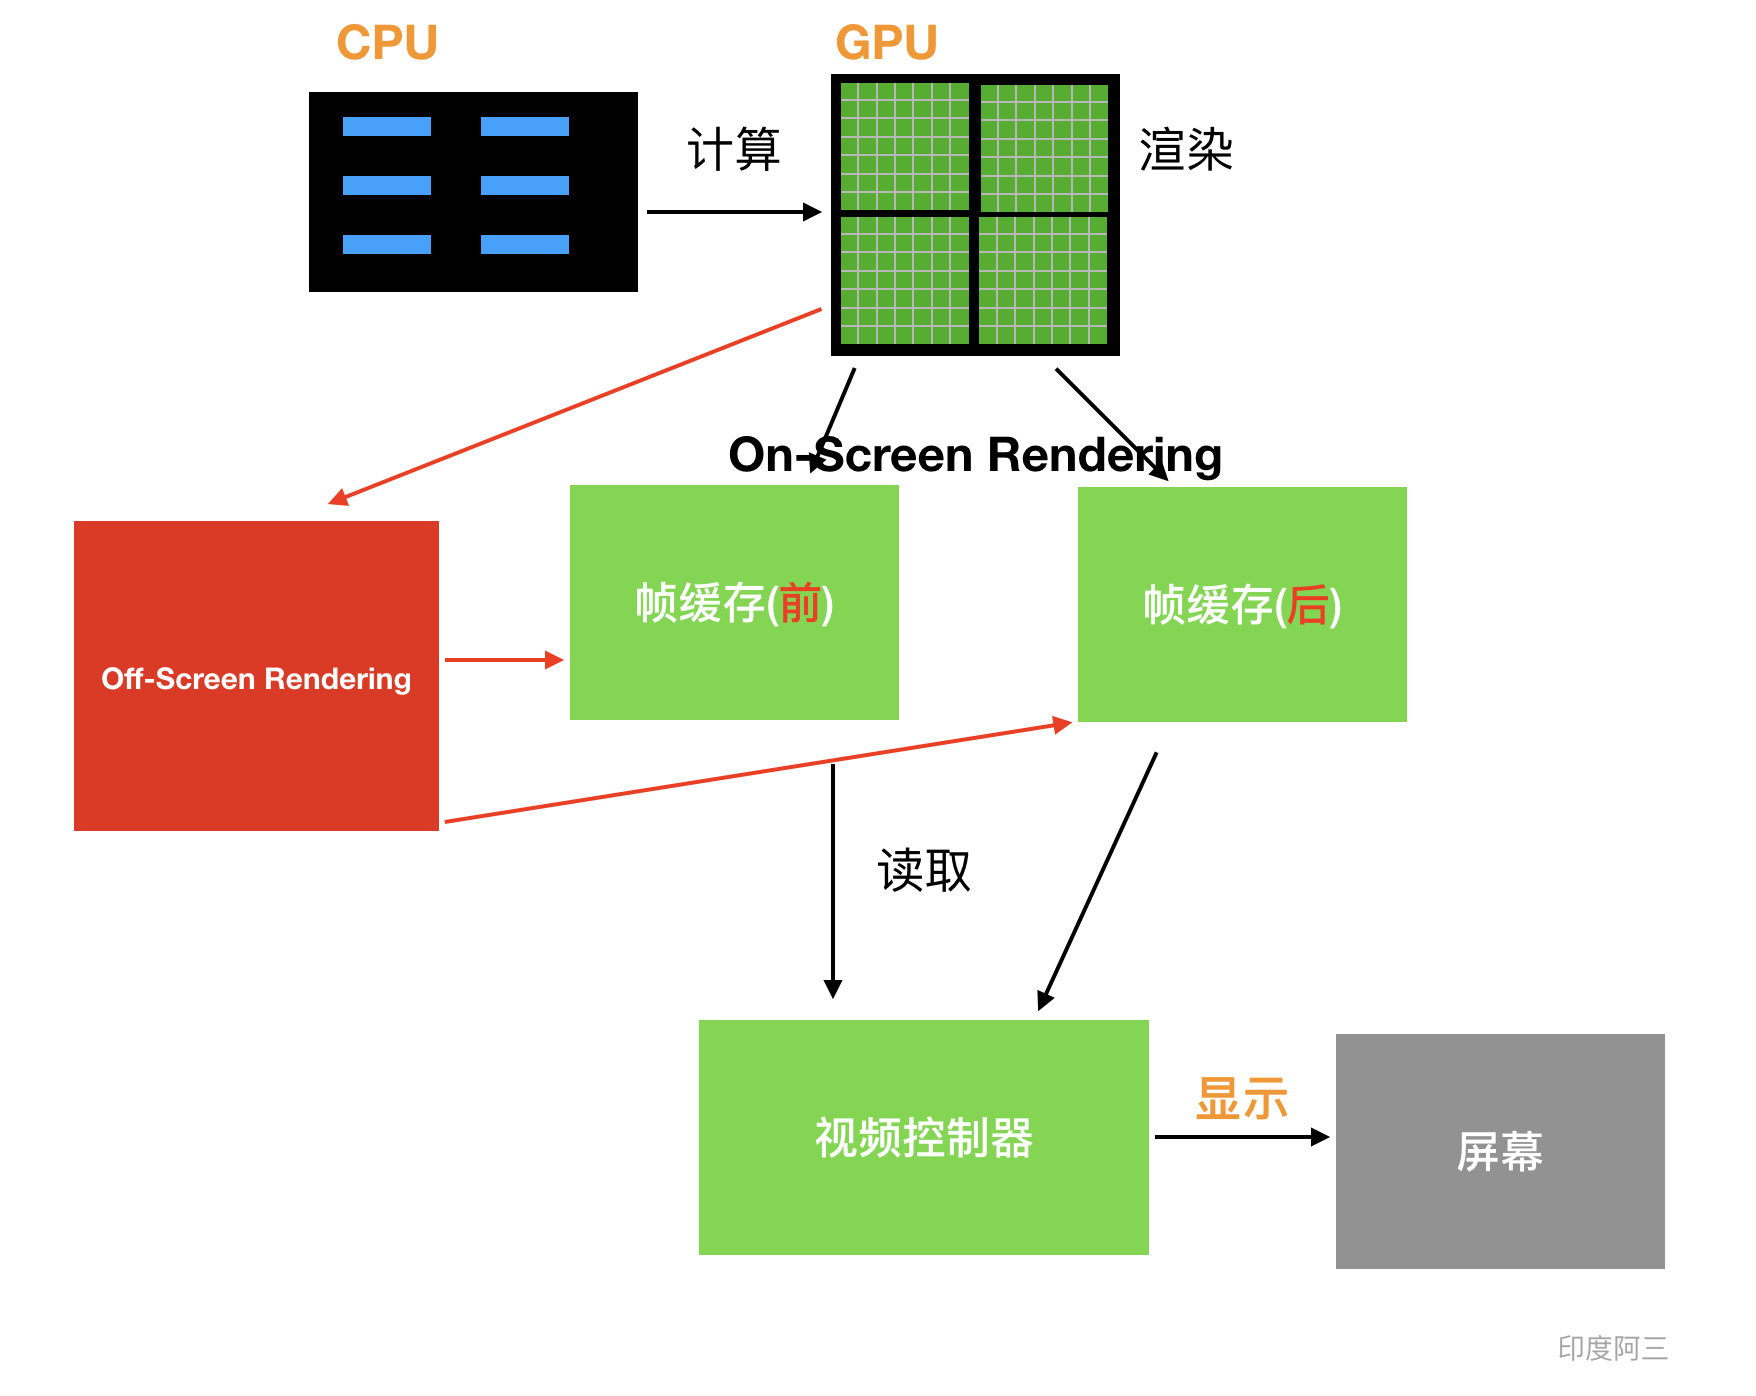 CPU
GPU
计算
渲染
On-Screen Rendering
帧缓存(前)
帧缓存(后)
Off-Screen Rendering
读取
视频控制器
显示
屏幕
印度阿三